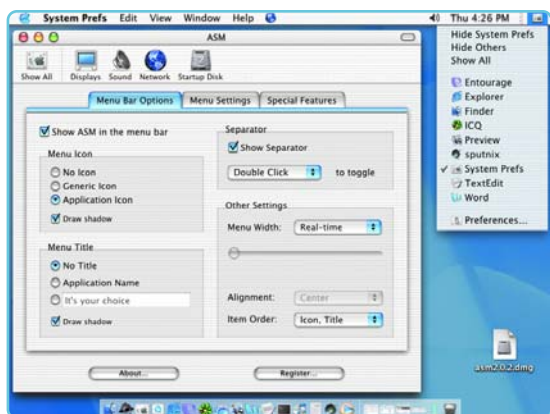 System Prefs Edit View Window Help
Thu 4:26 PM
ASM
Show All
Displays
Sound
Network
Startup Disk
Menu Bar Options
Menu Settings
Special Features
Show ASM in the menu bar
Menu Icon
No Icon
Generic Icon
Application Icon
Draw shadow
Menu Title
No Title
Application Name
It's your choice
Draw shadow
Separator
Show Separator
Double Click to toggle
Other Settings
Menu Width: Real-time
Alignment: Center
Item Order: Icon, Title
About...
Register...
Hide System Prefs
Hide Others
Show All
Entourage
Explorer
Finder
ICQ
Preview
sputnix
System Prefs
TextEdit
Word
Preferences...
asm2.0.2.dmg